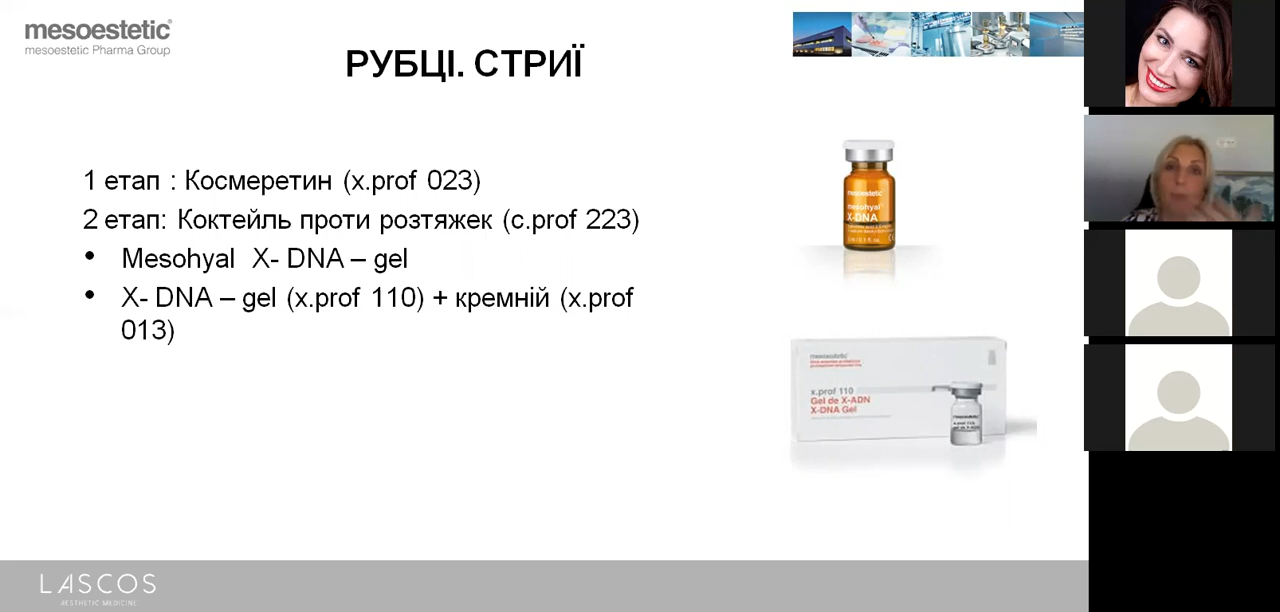 mesoestetic®
mesoestetic Pharma Group
РУБЦІ. СТРИЇ
1 етап : Космеретин (x.prof 023)
2 етап: Коктейль проти розтяжек (c.prof 223)
• Mesohyal X- DNA – gel
• X- DNA – gel (x.prof 110) + кремній (x.prof
013)
mesoestetic
mesohyal
X-DNA
mesoestetic
x.prof 110
Gel de X-ADN
X-DNA Gel
mesoestetic
LASCOS
AESTHETIC MEDICINE